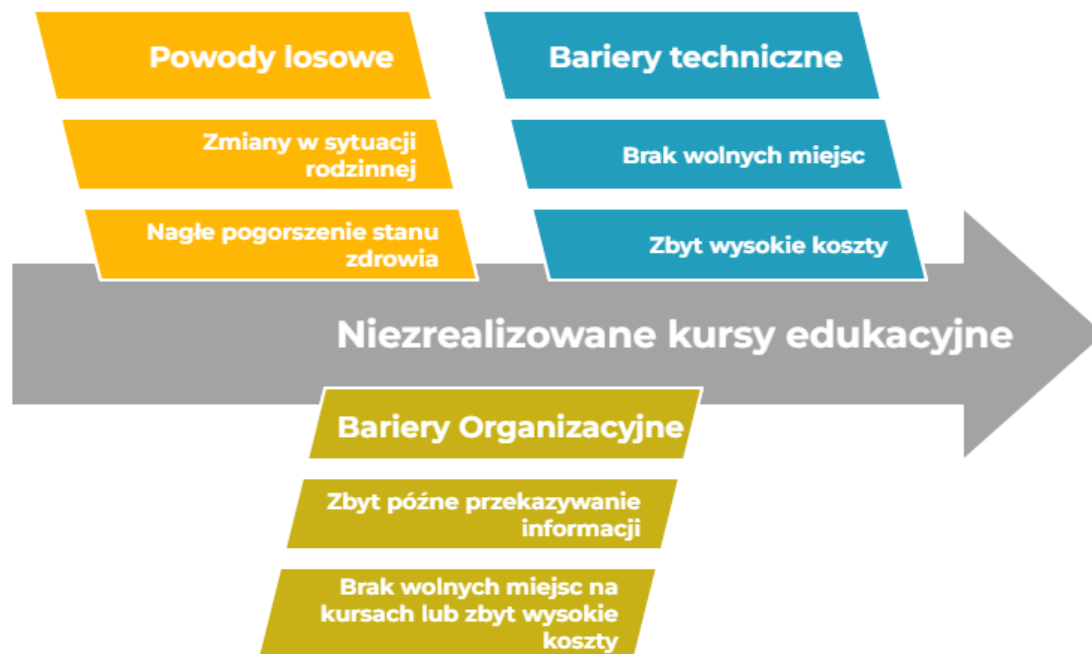 Powody losowe
Zmiany w sytuacji
rodzinnej
Nagłe pogorszenie stanu
zdrowia
Bariery techniczne
Brak wolnych miejsc
Zbyt wysokie koszty
Niezrealizowane kursy edukacyjne
Bariery Organizacyjne
Zbyt późne przekazywanie
informacji
Brak wolnych miejsc na
kursach lub zbyt wysokie
koszty